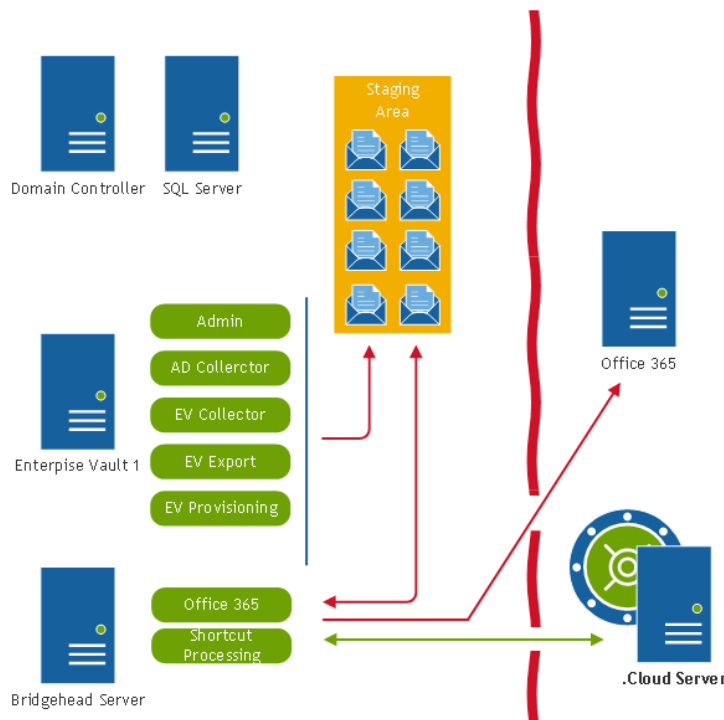 Staging
Area
Domain Controller
SQL Server
Admin
AD Collerctor
EV Collector
EV Export
EV Provisioning
Enterpise Vault 1
Office 365
Office 365
Shortcut
Processing
Bridgehead Server
.Cloud Server